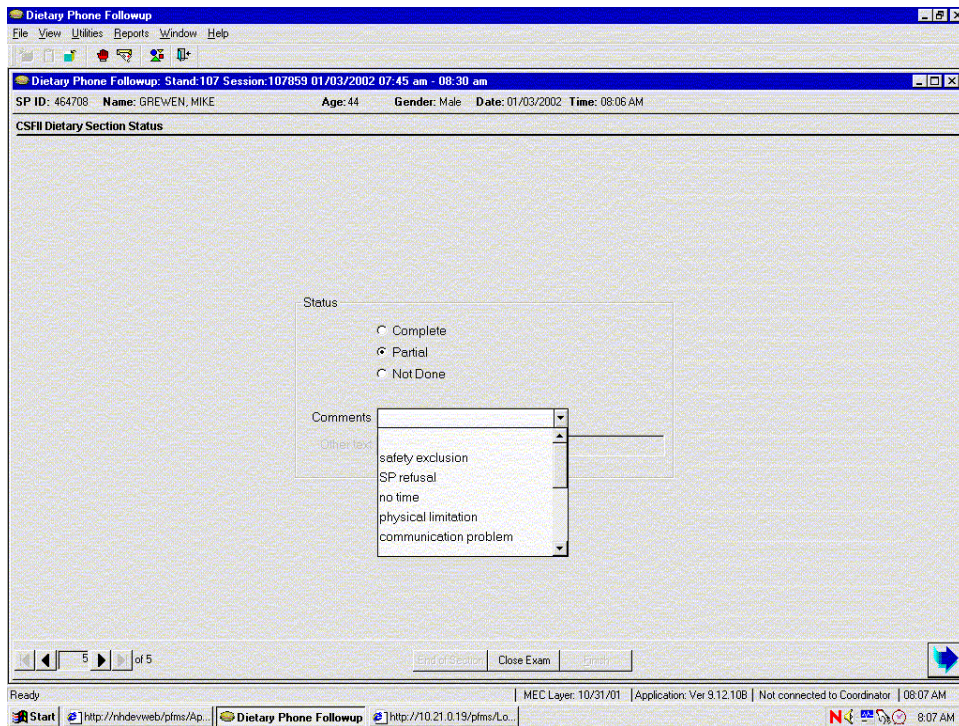 Dietary Phone Followup
File View Utilities Reports Window Help
Dietary Phone Followup: Stand:107 Session:107859 01/03/2002 07:45 am - 08:30 am
SP ID: 464708 Name: GREWEN, MIKE Age: 44 Gender: Male Date: 01/03/2002 Time: 08:06 AM
CSFII Dietary Section Status
Status
Complete
Partial
Not Done
Comments
Other text
safety exclusion
SP refusal
no time
physical limitation
communication problem
5 of 5 End of Section Close Exam Finish
Ready MEC Layer: 10/31/01 Application: Ver 9.12.10B Not connected to Coordinator 08:07 AM
Start http://nhdevweb/pfms/Ap... Dietary Phone Followup http://10.21.0.19/pfms/Lo... 8:07 AM